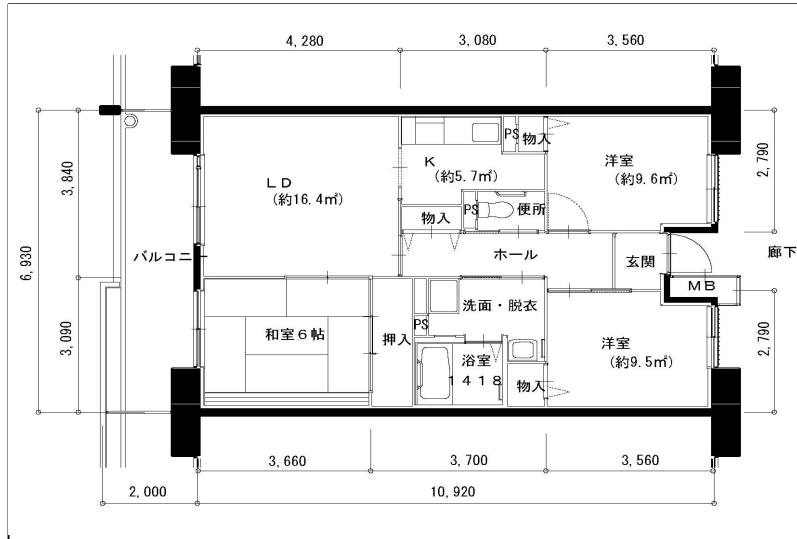 4,280
3,080
3,560
6,930
3,840
3,090
2,790
2,790
PS
物入
K
(約5.7㎡)
洋室
(約9.6㎡)
LD
(約16.4㎡)
PS
便所
物入
ホール
玄関
廊下
バルコニ
MB
洗面・脱衣
PS
和室6帖
押入
浴室
1418
物入
洋室
(約9.5㎡)
3,660
3,700
3,560
2,000
10,920